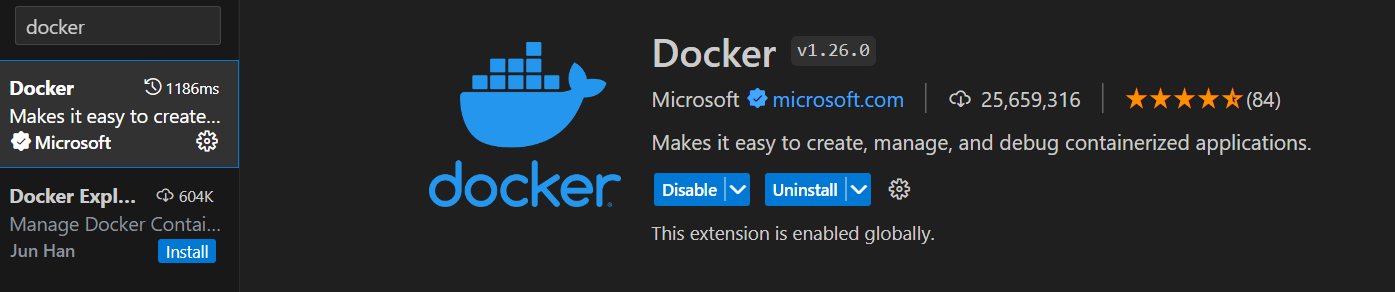 docker
Docker 1186ms
Makes it easy to create...
Microsoft
Docker Expl... 604K
Manage Docker Contai...
Jun Han Install
docker
Docker v1.26.0
Microsoft microsoft.com 25,659,316 (84)
Makes it easy to create, manage, and debug containerized applications.
Disable Uninstall
This extension is enabled globally.